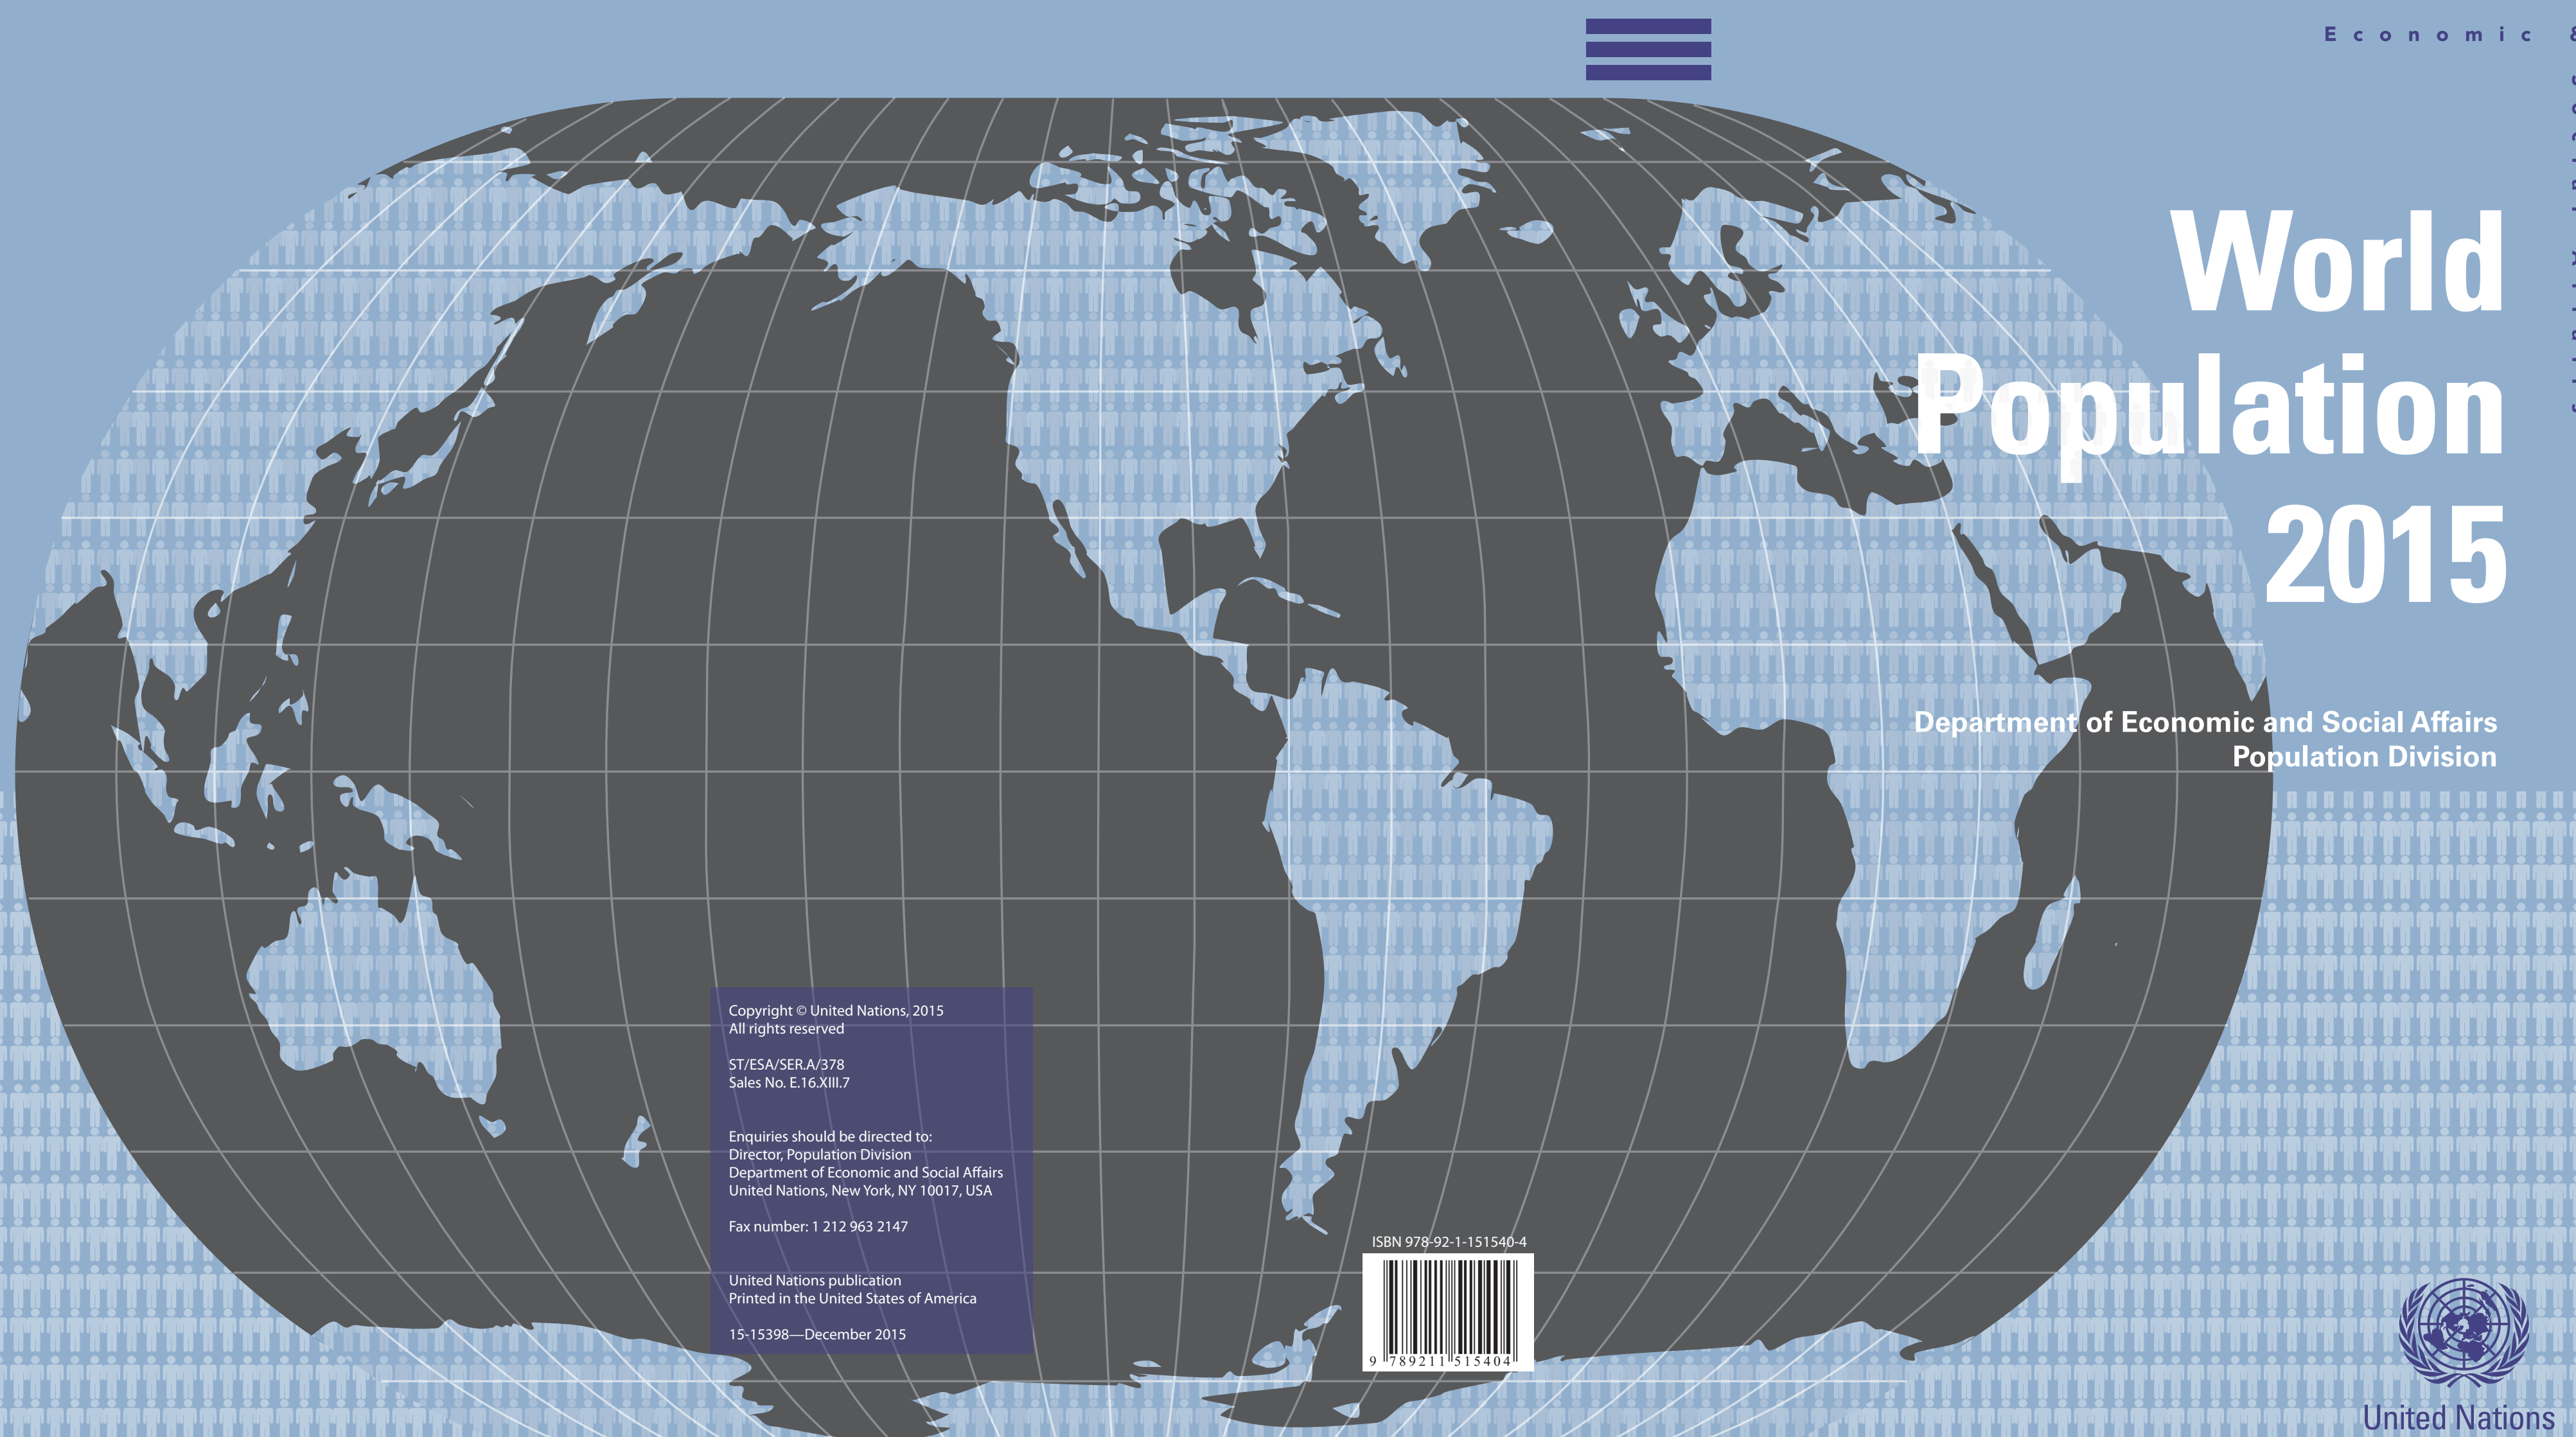 Economic &
World
Population
2015
Department of Economic and Social Affairs
Population Division
Copyright © United Nations, 2015
All rights reserved
ST/ESA/SER.A/378
Sales No. E.16.XIII.7
Enquiries should be directed to:
Director, Population Division
Department of Economic and Social Affairs
United Nations, New York, NY 10017, USA
Fax number: 1 212 963 2147
United Nations publication
Printed in the United States of America
15-15398—December 2015
ISBN 978-92-1-151540-4
9 789211 515404
United Nations